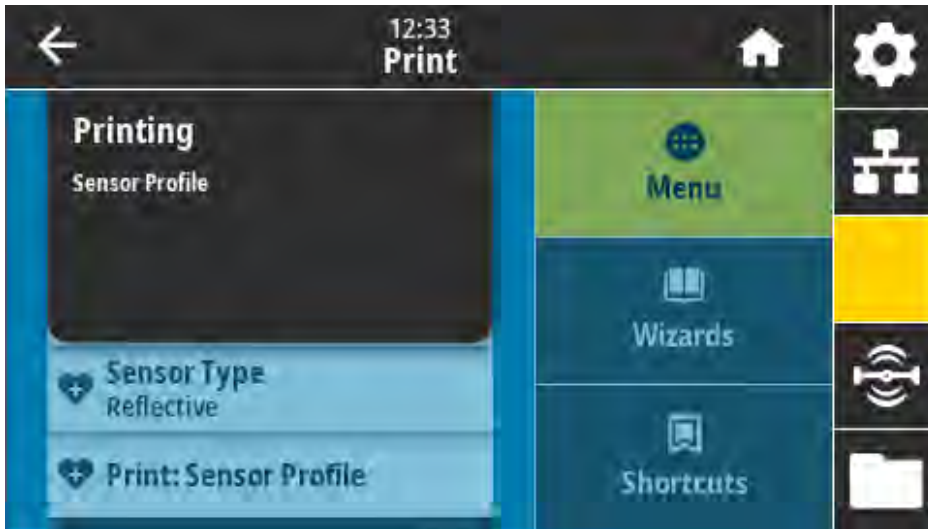 12:33
Print
Printing
Sensor Profile
Menu
Wizards
Sensor Type
Reflective
Print: Sensor Profile
Shortcuts